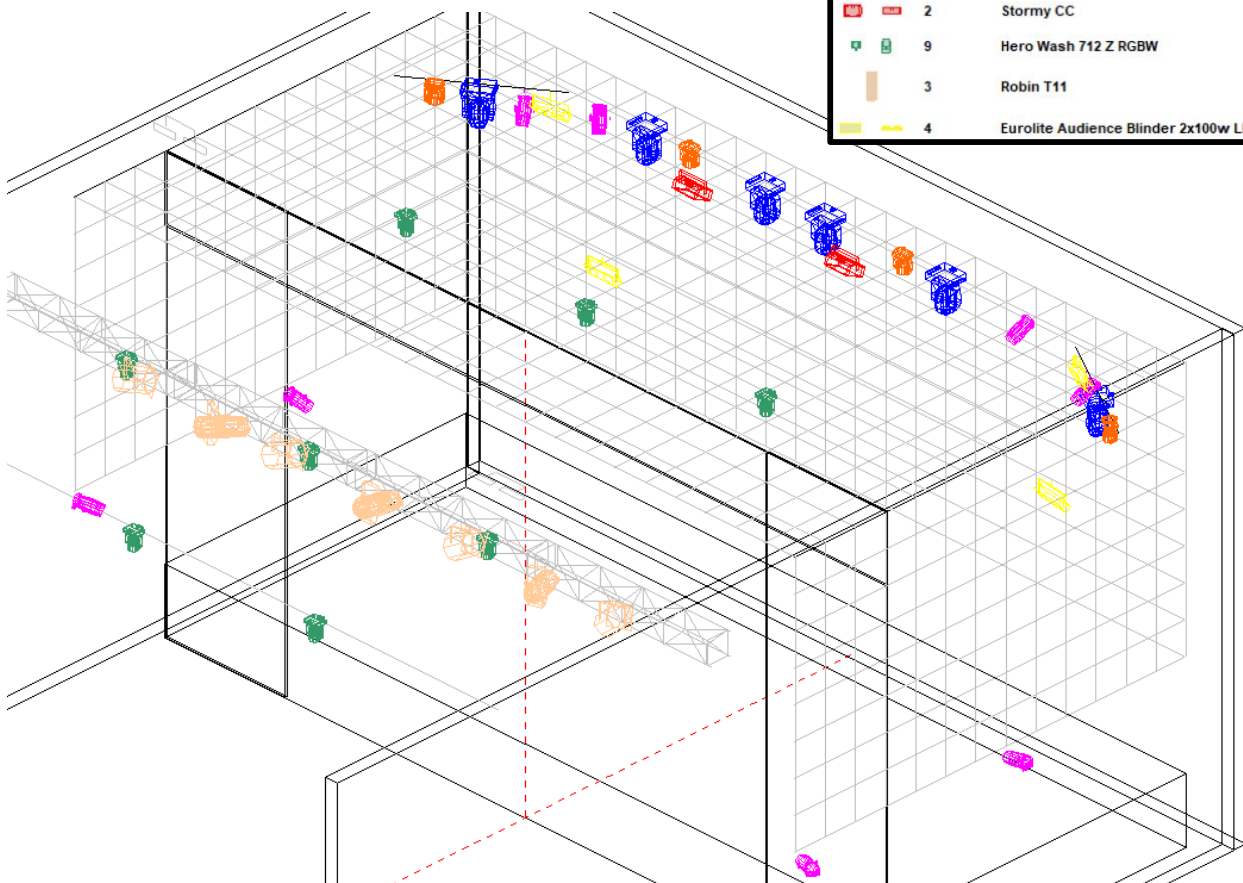 2 Stormy CC
9 Hero Wash 712 Z RGBW
3 Robin T11
4 Eurolite Audience Blinder 2x100w